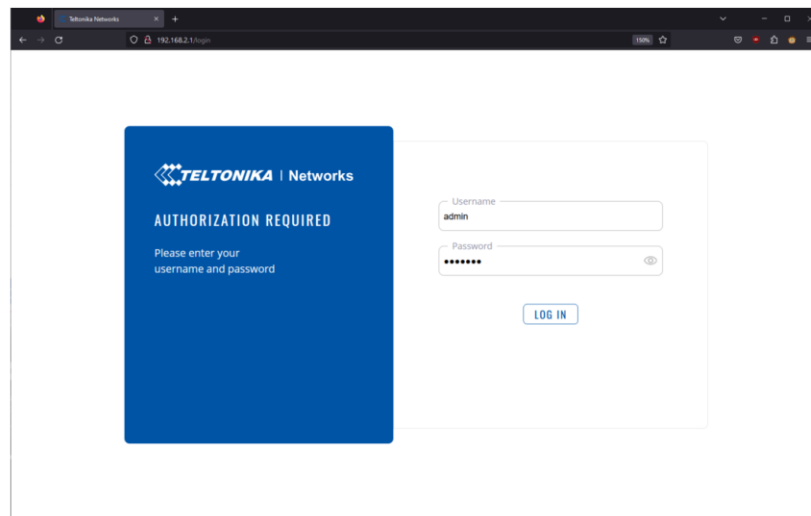 Teltonika Networks
192.168.2.1/login
150%
TELTONIKA | Networks
AUTHORIZATION REQUIRED
Please enter your
username and password
Username
admin
Password
•••••••
LOG IN